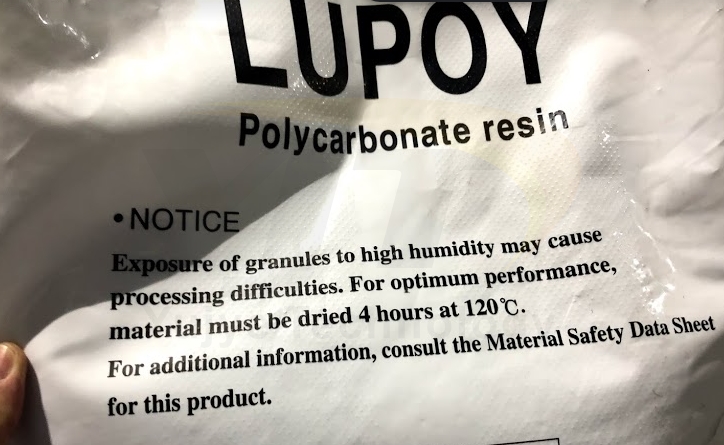 LUPOY
Polycarbonate resin
•NOTICE
Exposure of granules to high humidity may cause
processing difficulties. For optimum performance,
material must be dried 4 hours at 120℃.
For additional information, consult the Material Safety Data Sheet
for this product.